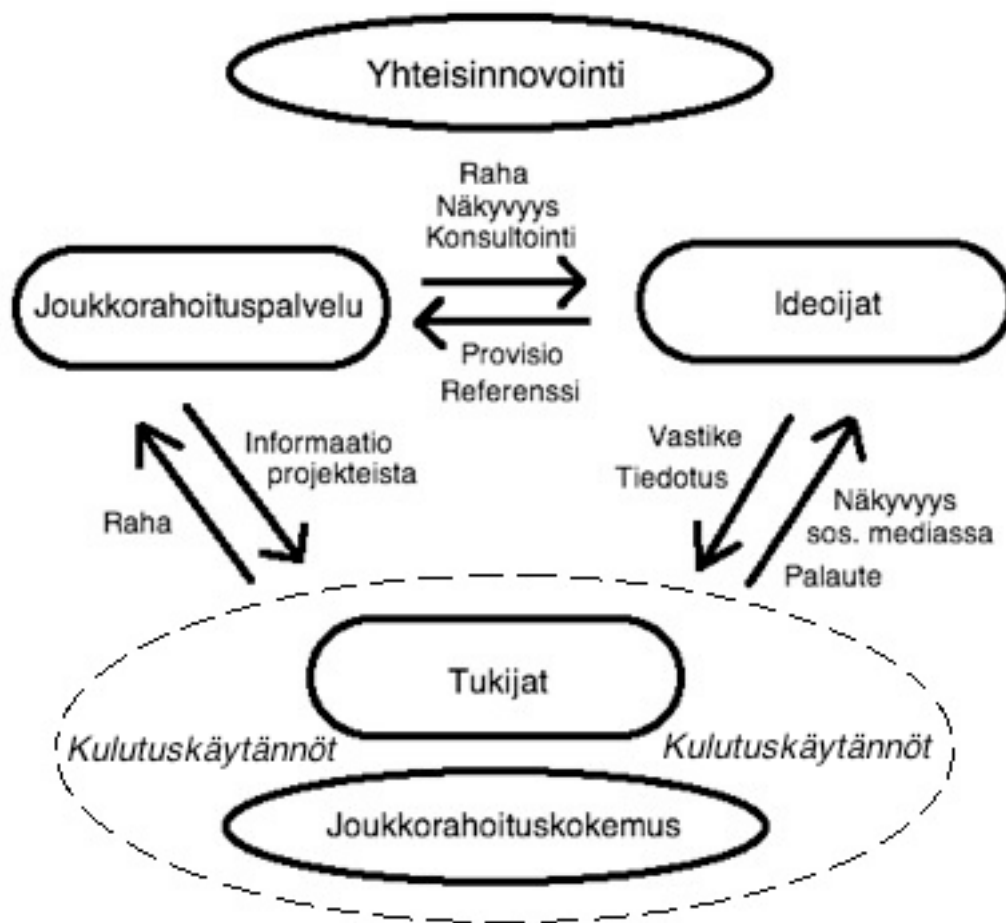 Yhteisinnovointi
Raha
Näkyvyys
Konsultointi
Joukkorahoituspalvelu
Ideoijat
Provisio
Referenssi
Informaatio
projekteista
Raha
Vastike
Tiedotus
Näkyvyys
sos. mediassa
Palaute
Tukijat
Kulutuskäytännöt
Kulutuskäytännöt
Joukkorahoituskokemus